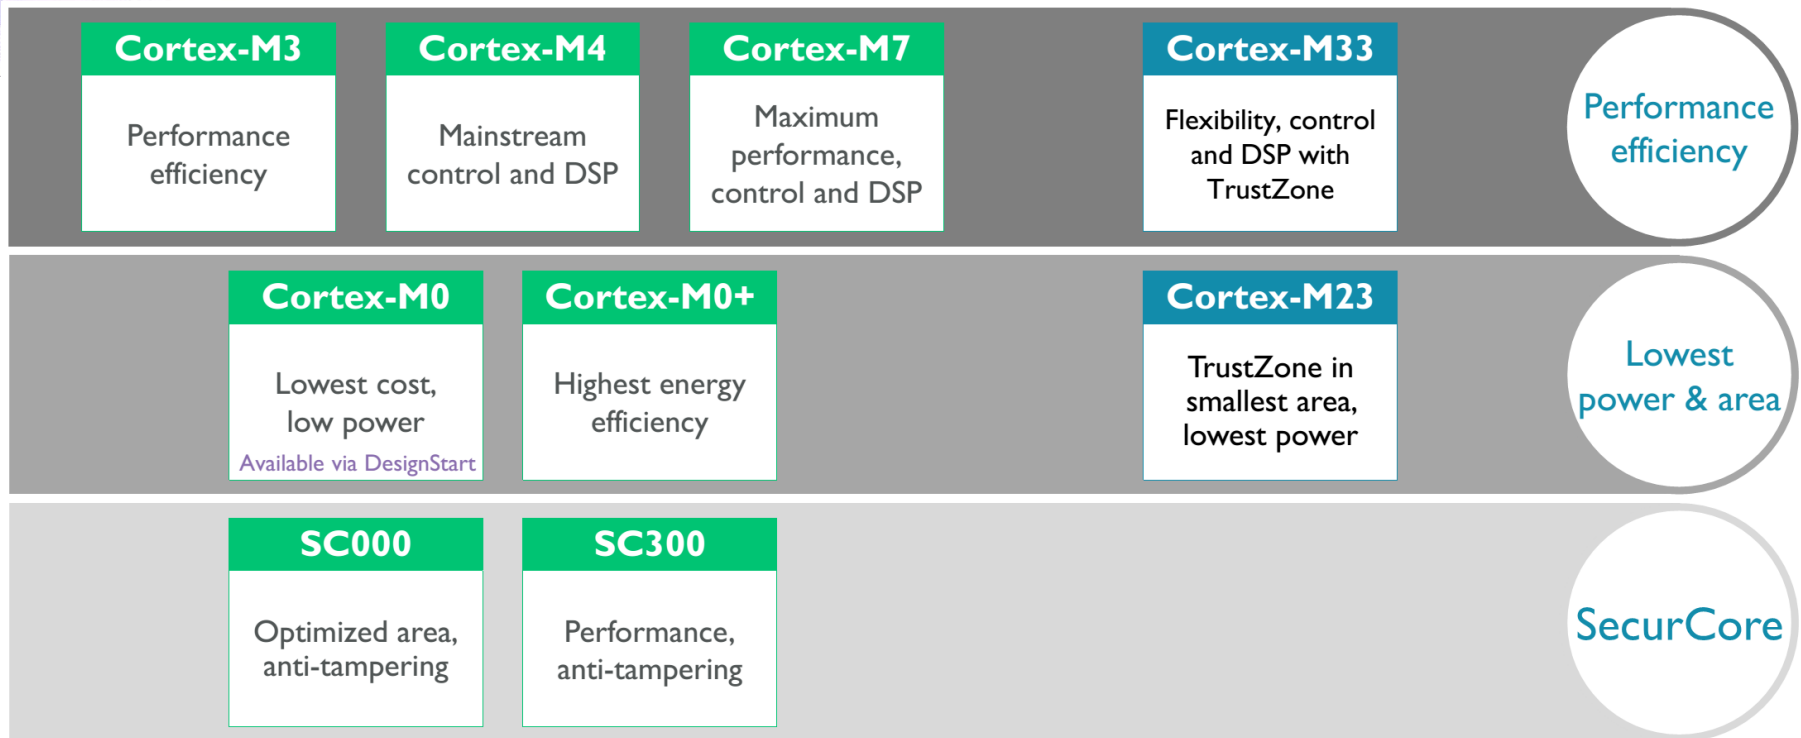 Cortex-M3
Performance
efficiency
Cortex-M4
Mainstream
control and DSP
Cortex-M7
Maximum
performance,
control and DSP
Cortex-M33
Flexibility, control
and DSP with
TrustZone
Performance
efficiency
Cortex-M0
Lowest cost,
low power
Available via DesignStart
Cortex-M0+
Highest energy
efficiency
Cortex-M23
TrustZone in
smallest area,
lowest power
Lowest
power & area
SC000
Optimized area,
anti-tampering
SC300
Performance,
anti-tampering
SecurCore